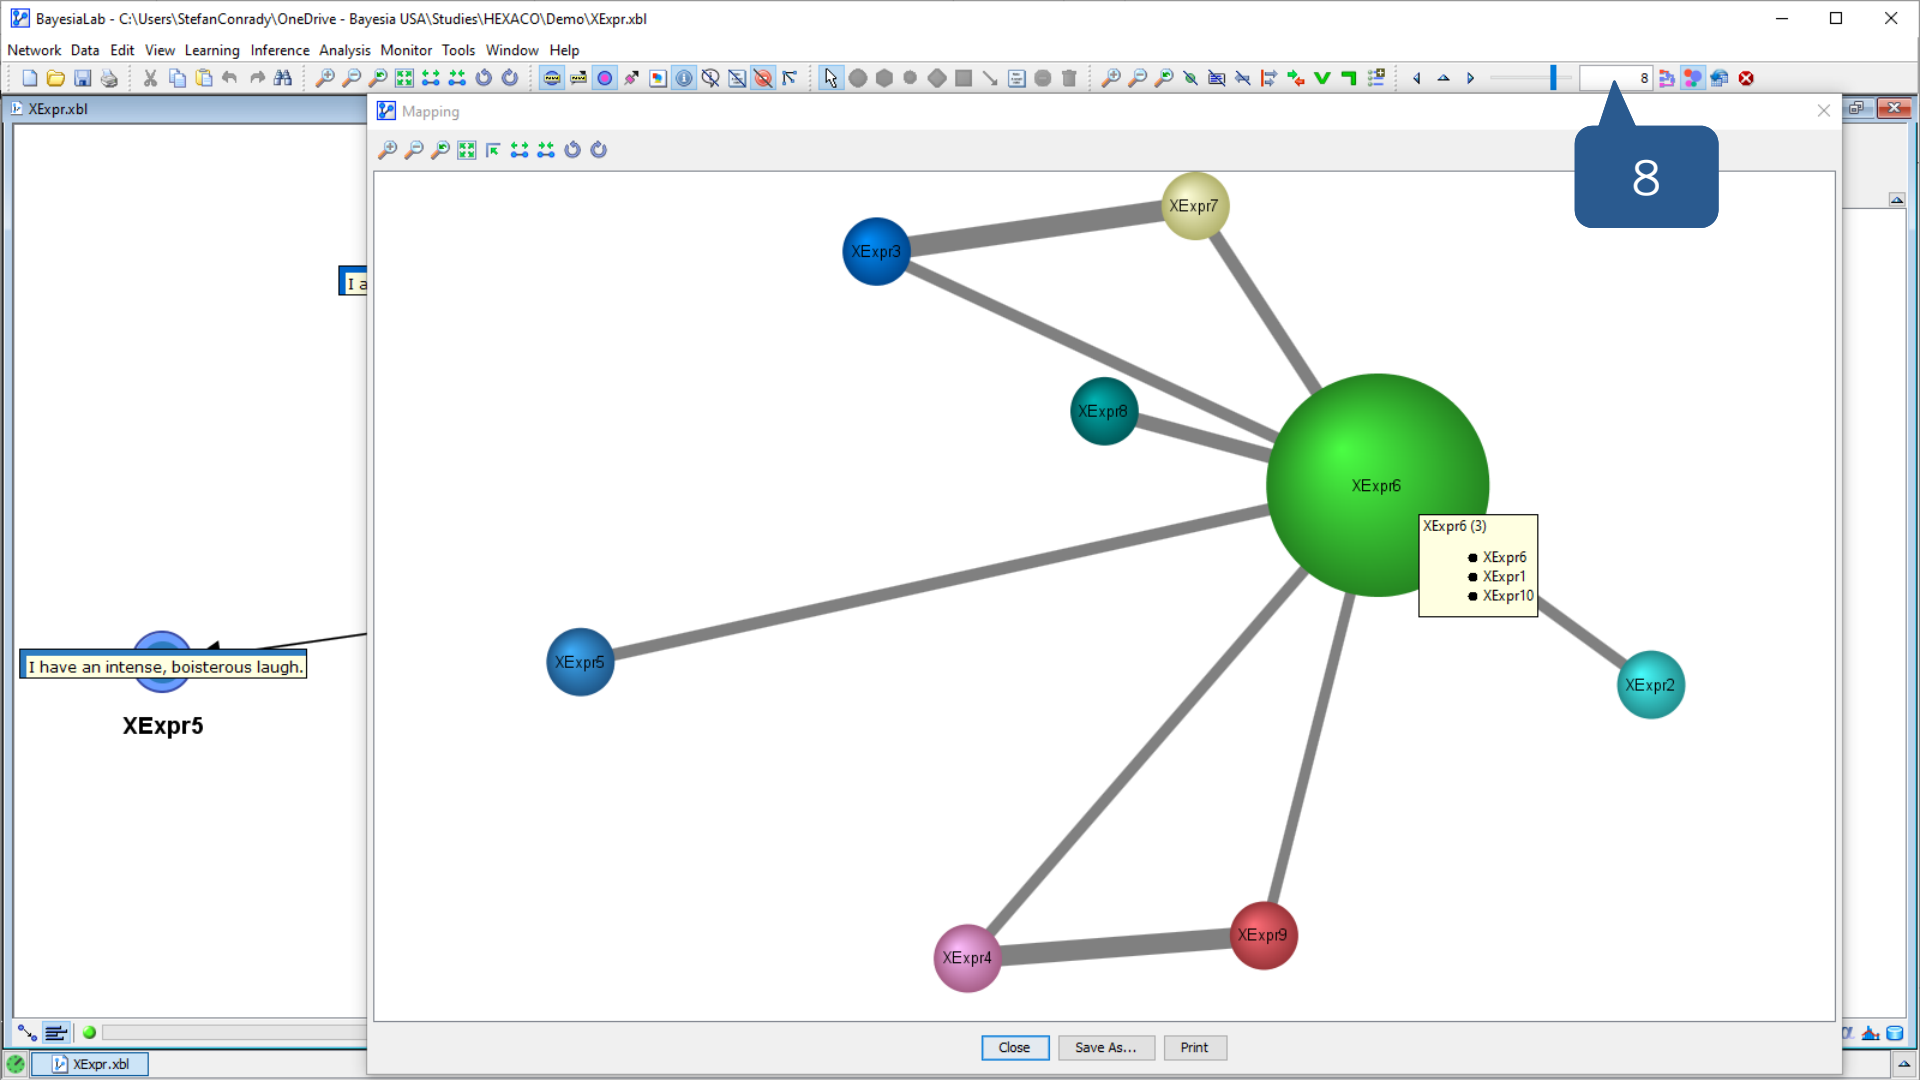 BayesiaLab - C:\Users\StefanConrady\OneDrive - Bayesia USA\Studies\HEXACO\Demo\XExpr.xbl
Network Data Edit View Learning Inference Analysis Monitor Tools Window Help
8
XExpr.xbl
Mapping
8
XExpr7
XExpr3
I a
XExpr8
XExpr6
XExpr6 (3)
XExpr6
XExpr1
XExpr10
XExpr5
I have an intense, boisterous laugh.
XExpr2
XExpr5
XExpr9
XExpr4
Close Save As... Print
XExpr.xbl